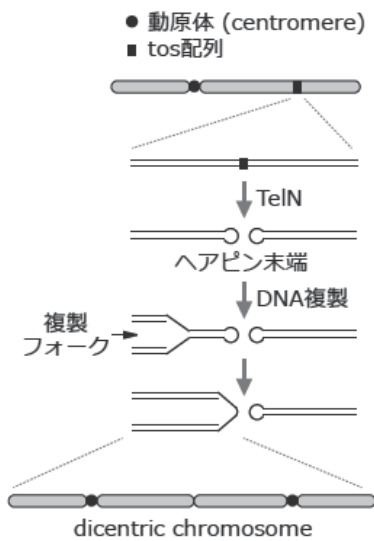 ● 動原体 (centromere)
■ tos配列
TelN
ヘアピン末端
DNA複製
複製
フォーク
dicentric chromosome